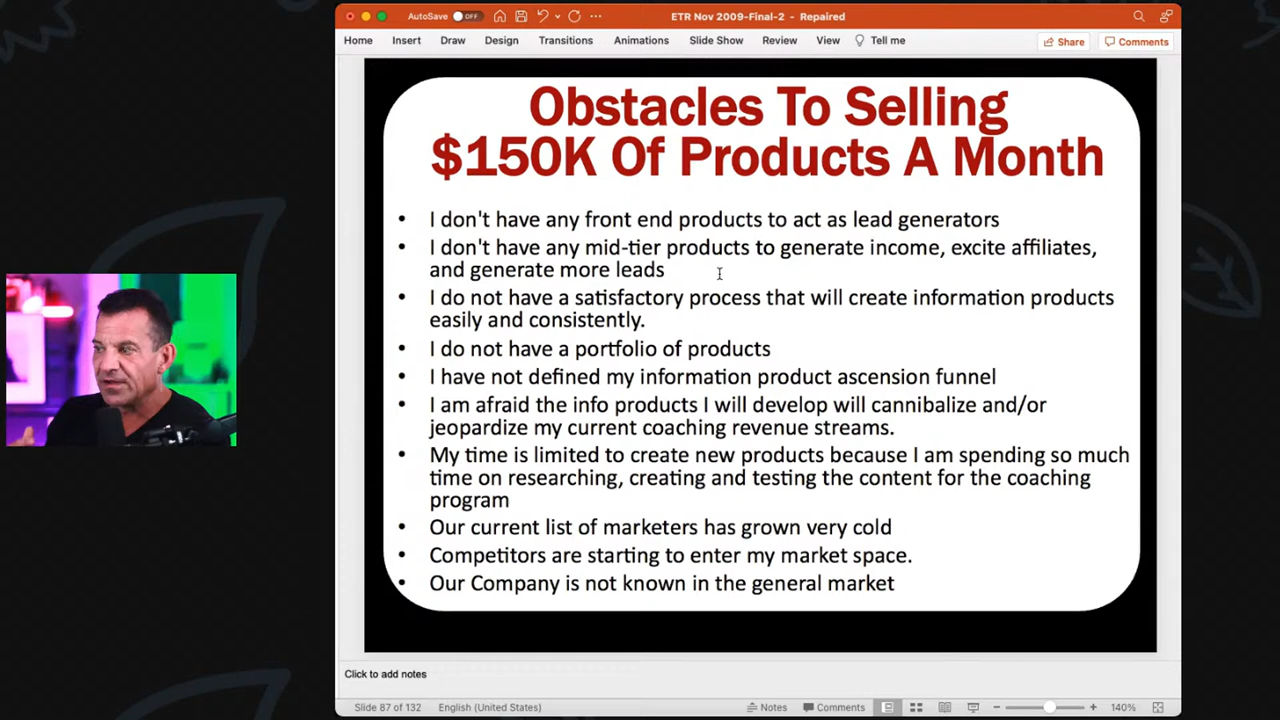 AutoSave OFF
ETR Nov 2009-Final-2 - Repaired
Home Insert Draw Design Transitions Animations Slide Show Review View Tell me Share Comments
Obstacles To Selling
$150K Of Products A Month
• I don't have any front end products to act as lead generators
• I don't have any mid-tier products to generate income, excite affiliates,
and generate more leads
• I do not have a satisfactory process that will create information products
easily and consistently.
• I do not have a portfolio of products
• I have not defined my information product ascension funnel
• I am afraid the info products I will develop will cannibalize and/or
jeopardize my current coaching revenue streams.
• My time is limited to create new products because I am spending so much
time on researching, creating and testing the content for the coaching
program
• Our current list of marketers has grown very cold
• Competitors are starting to enter my market space.
• Our Company is not known in the general market
Click to add notes
Slide 87 of 132 English (United States) Notes Comments 140%